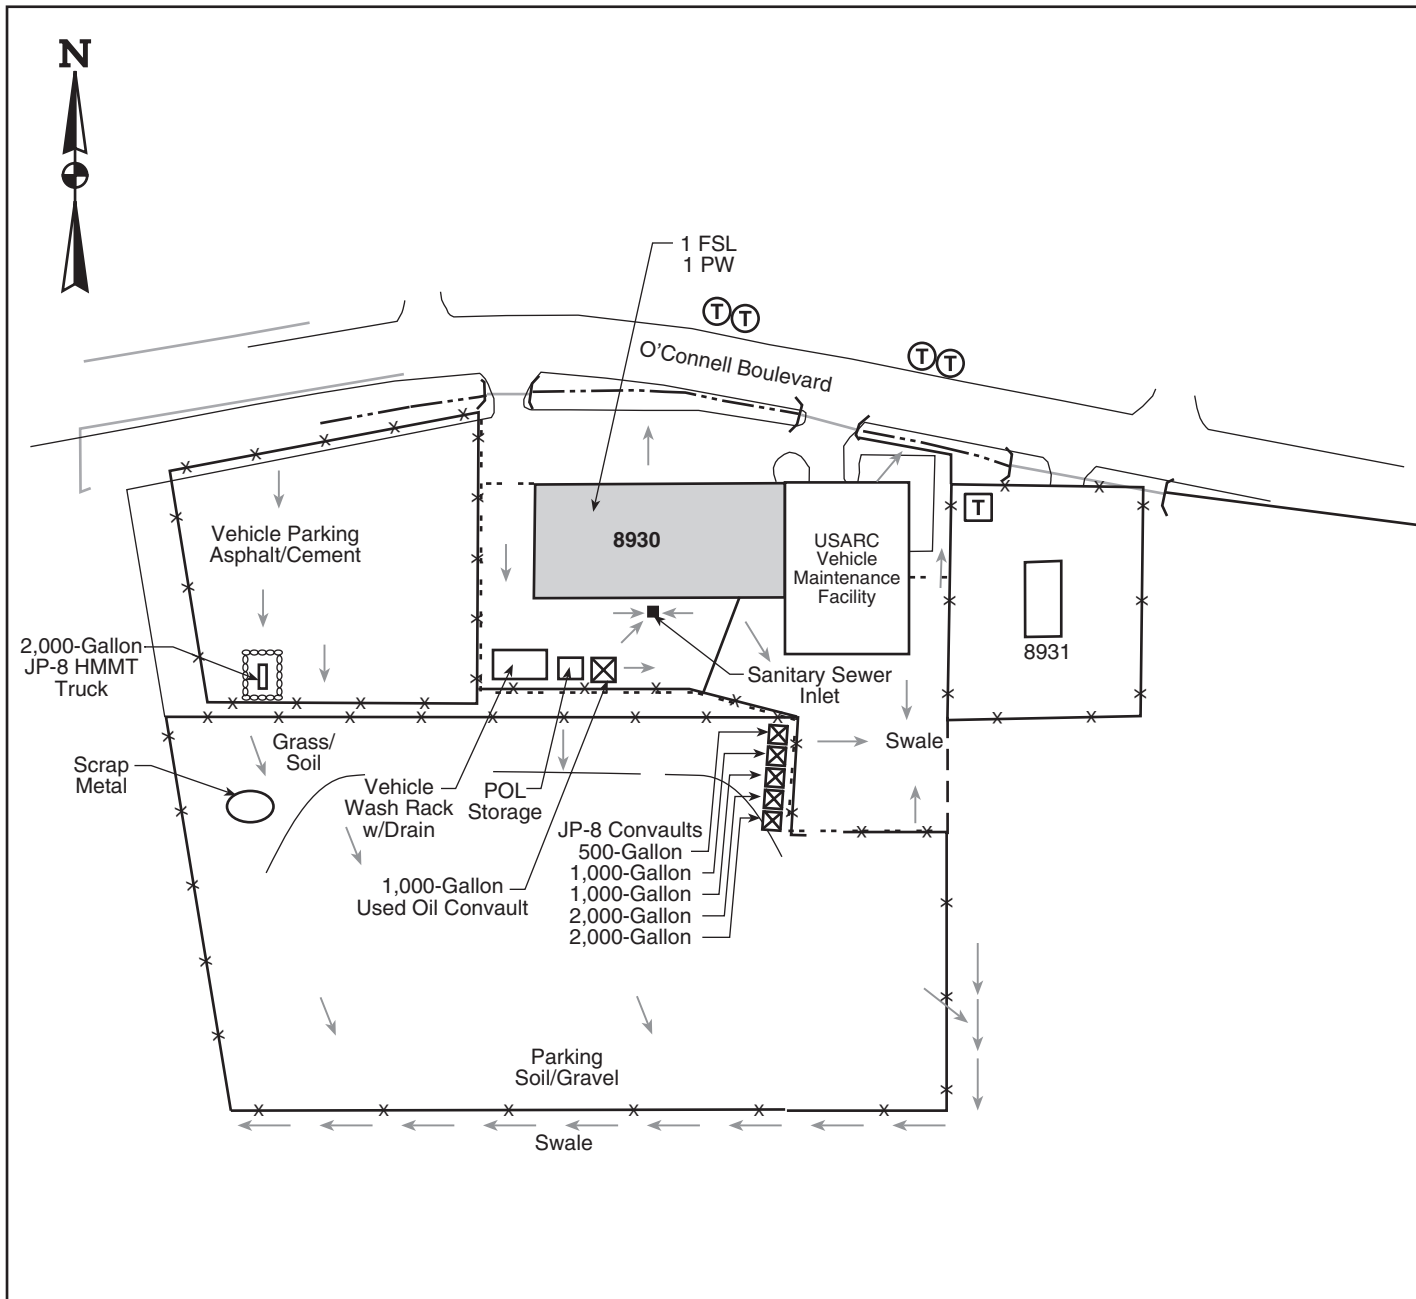 N
1 FSL
1 PW
T
T
T
T
O'Connell Boulevard
T
Vehicle Parking
Asphalt/Cement
8930
USARC
Vehicle
Maintenance
Facility
8931
2,000-Gallon
JP-8 HMMT
Truck
Sanitary Sewer
Inlet
Grass/
Soil
Swale
Scrap
Metal
Vehicle
Wash Rack
w/Drain
POL
Storage
1,000-Gallon
Used Oil Convault
JP-8 Convaults
500-Gallon
1,000-Gallon
1,000-Gallon
2,000-Gallon
2,000-Gallon
Parking
Soil/Gravel
Swale